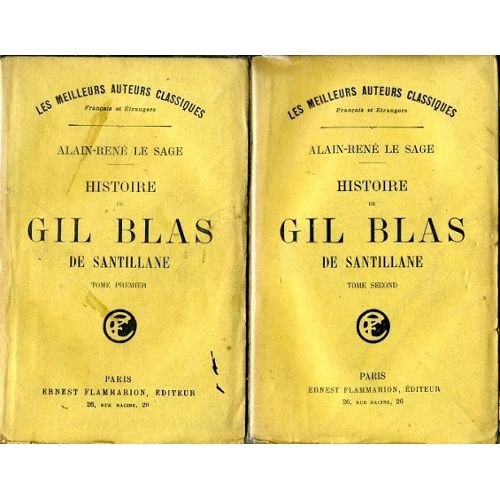 LES MEILLEURS AUTEURS CLASSIQUES
Français et Etrangers
ALAIN-RENÉ LE SAGE
HISTOIRE
DE
GIL BLAS
DE SANTILLANE
TOME PREMIER
PARIS
ERNEST FLAMMARION, ÉDITEUR
26, RUE RACINE, 26
LES MEILLEURS AUTEURS CLASSIQUES
Français et Etrangers
ALAIN-RENÉ LE SAGE
HISTOIRE
DE
GIL BLAS
DE SANTILLANE
TOME SECOND
PARIS
ERNEST FLAMMARION, ÉDITEUR
26, RUE RACINE, 26